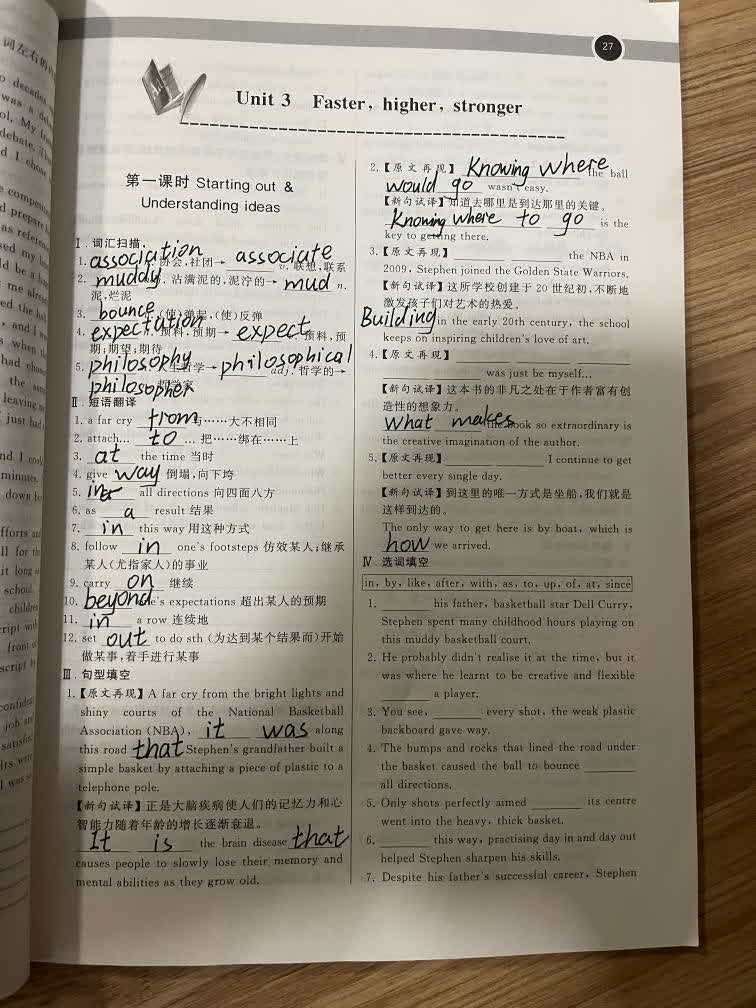 27
Unit 3 Faster, higher, stronger
第一课时 Starting out &
Understanding ideas
Ⅰ. 词汇扫描
1. association n. 协会,社团→ associate v. 联想,联系
2. muddy adj. 沾满泥的,泥泞的→ mud n.
泥,烂泥
3. bounce v. (使)弹起,(使)反弹
4. expectation n. 预料,预期→ expect v. 预料,预
期;期望;期待
5. philosophy n. 哲学→ philosophical adj. 哲学的→
philosopher 哲学家
Ⅱ. 短语翻译
1. a far cry from 与……大不相同
2. attach... to ... 把……绑在……上
3. at the time 当时
4. give way 倒塌,向下垮
5. in all directions 向四面八方
6. as a result 结果
7. in this way 用这种方式
8. follow in one's footsteps 仿效某人;继承
某人(尤指家人)的事业
9. carry on 继续
10. beyond one's expectations 超出某人的预期
11. in a row 连续地
12. set out to do sth (为达到某个结果而)开始
做某事,着手进行某事
Ⅲ. 句型填空
1.【原文再现】A far cry from the bright lights and
shiny courts of the National Basketball
Association (NBA), it was along
this road that Stephen's grandfather built a
simple basket by attaching a piece of plastic to a
telephone pole.
【新句试译】正是大脑疾病使人们的记忆力和心
智能力随着年龄的增长逐渐衰退。
It is the brain disease that
causes people to slowly lose their memory and
mental abilities as they grow old.
2.【原文再现】Knowing where the ball
would go wasn't easy.
【新句试译】知道去哪里是到达那里的关键。
Knowing where to go is the
key to getting there.
3.【原文再现】 the NBA in
2009, Stephen joined the Golden State Warriors.
【新句试译】这所学校创建于 20 世纪初,不断地
激发孩子们对艺术的热爱。
Building in the early 20th century, the school
keeps on inspiring children's love of art.
4.【原文再现】
was just be myself...
【新句试译】这本书的非凡之处在于作者富有创
造性的想象力。
What makes the book so extraordinary is
the creative imagination of the author.
5.【原文再现】 I continue to get
better every single day.
【新句试译】到这里的唯一方式是坐船,我们就是
这样到达的。
The only way to get here is by boat, which is
how we arrived.
Ⅳ. 选词填空
in, by, like, after, with, as, to, up, of, at, since
1. his father, basketball star Dell Curry,
Stephen spent many childhood hours playing on
this muddy basketball court.
2. He probably didn't realise it at the time, but it
was where he learnt to be creative and flexible
a player.
3. You see, every shot, the weak plastic
backboard gave way.
4. The bumps and rocks that lined the road under
the basket caused the ball to bounce
all directions.
5. Only shots perfectly aimed its centre
went into the heavy, thick basket.
6. this way, practising day in and day out
helped Stephen sharpen his skills.
7. Despite his father's successful career, Stephen